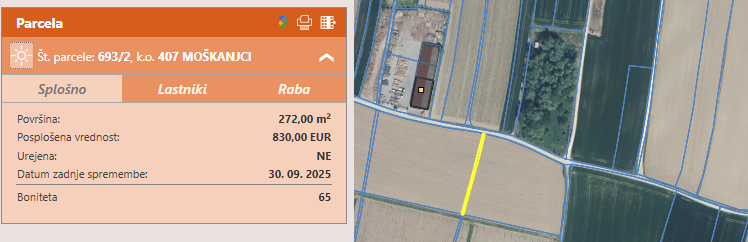 Parcela
Št. parcele: 693/2, k.o. 407 MOŠKANJCI
Splošno Lastniki Raba
Površina: 272,00 m²
Posplošena vrednost: 830,00 EUR
Urejena: NE
Datum zadnje spremembe: 30. 09. 2025
Boniteta 65